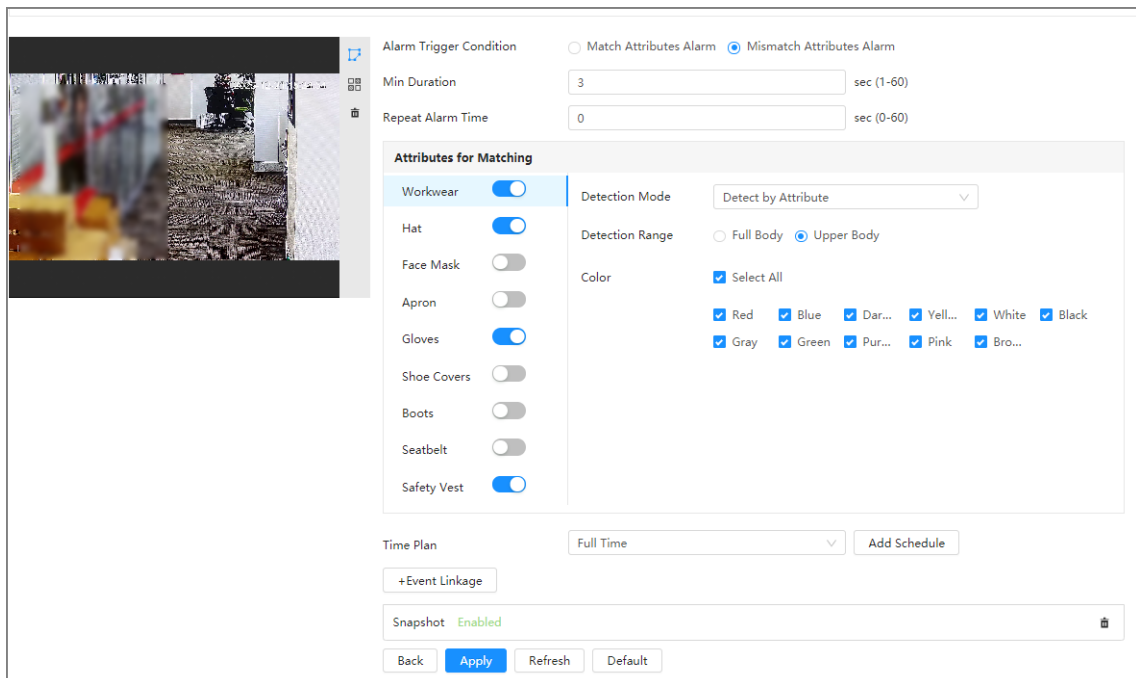 Alarm Trigger Condition Match Attributes Alarm Mismatch Attributes Alarm
Min Duration 3 sec (1-60)
Repeat Alarm Time 0 sec (0-60)
Attributes for Matching
Workwear Detection Mode Detect by Attribute
Hat Detection Range Full Body Upper Body
Face Mask Color Select All
Apron Red Blue Dar... Yell... White Black
Gloves Gray Green Pur... Pink Bro...
Shoe Covers
Boots
Seatbelt
Safety Vest
Time Plan Full Time Add Schedule
+Event Linkage
Snapshot Enabled
Back Apply Refresh Default